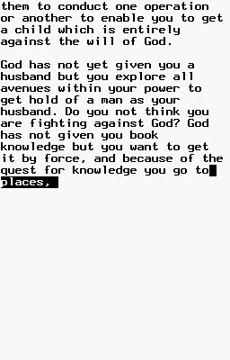 them to conduct one operation
or another to enable you to get
a child which is entirely
against the will of God.

God has not yet given you a
husband but you explore all
avenues within your power to
get hold of a man as your
husband. Do you not think you
are fighting against God? God
has not given you book
knowledge but you want to get
it by force, and because of the
quest for knowledge you go to
places,